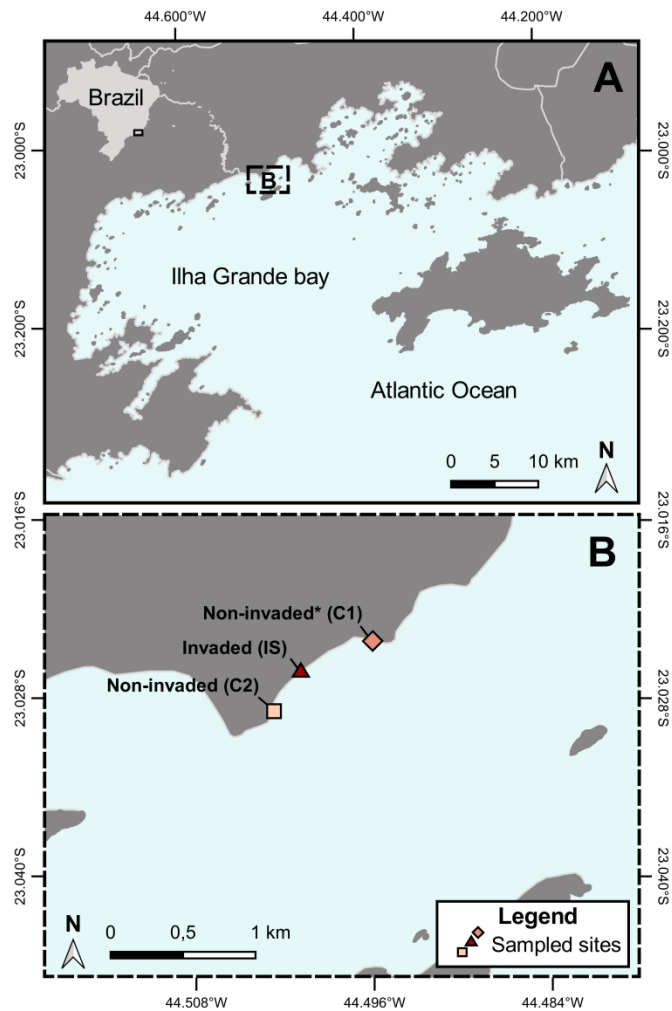 44.600°W 44.400°W 44.200°W
A
Brazil
23.000°S 23.000°S
B
Ilha Grande bay
23.200°S 23.200°S
Atlantic Ocean
N
0 5 10 km
23.016°S 23.016°S
B
Non-invaded* (C1)
Invaded (IS)
Non-invaded (C2)
23.028°S 23.028°S
23.040°S 23.040°S
N
0 0,5 1 km
Legend
Sampled sites
44.508°W 44.496°W 44.484°W